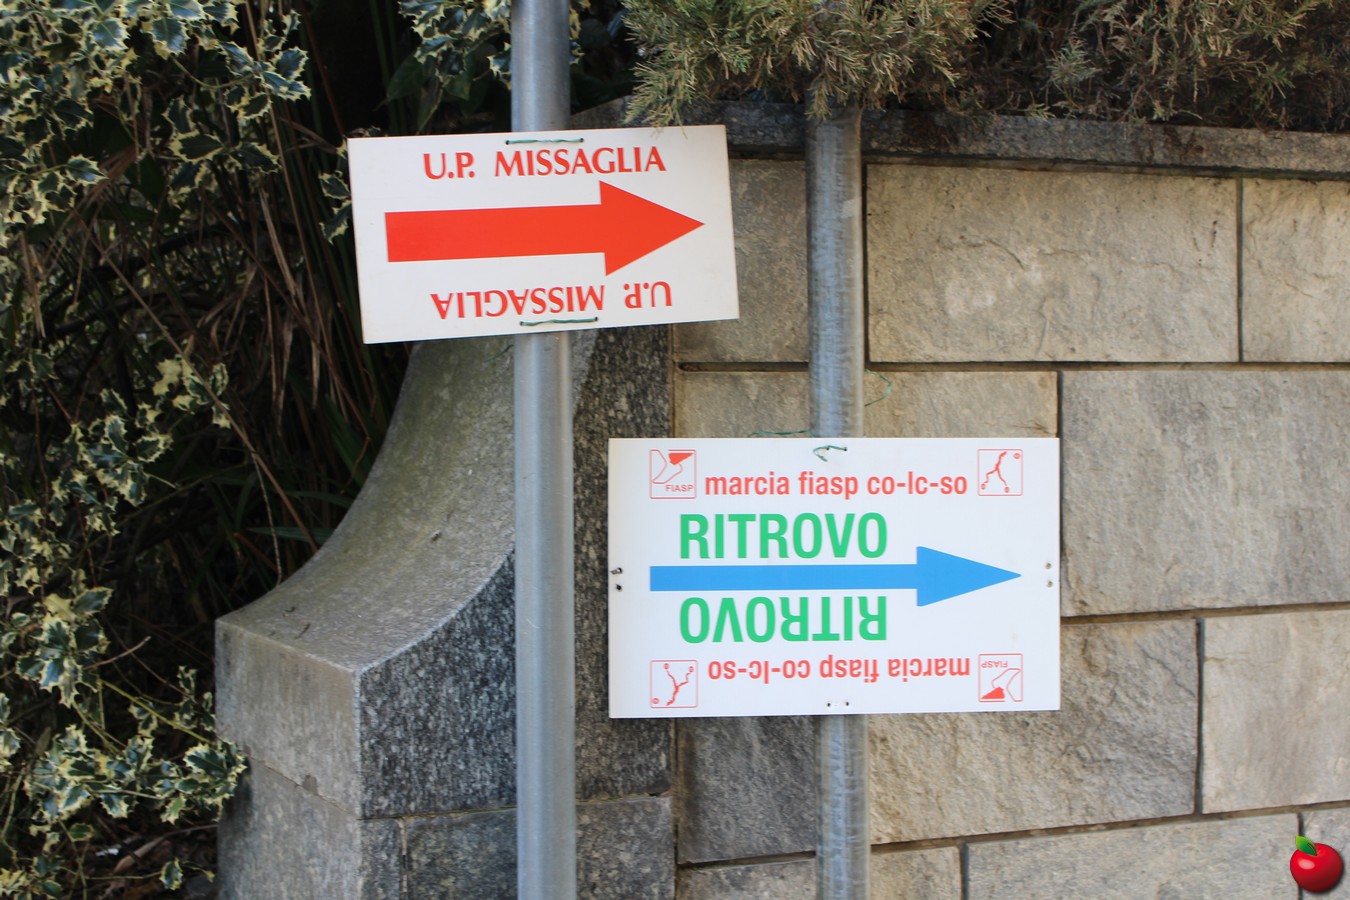 U.P. MISSAGLIA
U.P. MISSAGLIA
FIASP
marcia fiasp co-lc-so
RITROVO
RITROVO
marcia fiasp co-lc-so
FIASP